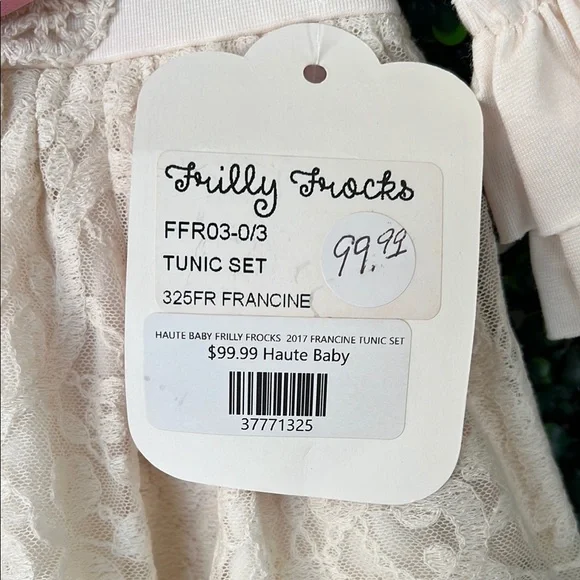 Frilly Frocks
FFR03-0/3
TUNIC SET
99.99
325FR FRANCINE
HAUTE BABY FRILLY FROCKS 2017 FRANCINE TUNIC SET
$99.99 Haute Baby
37771325